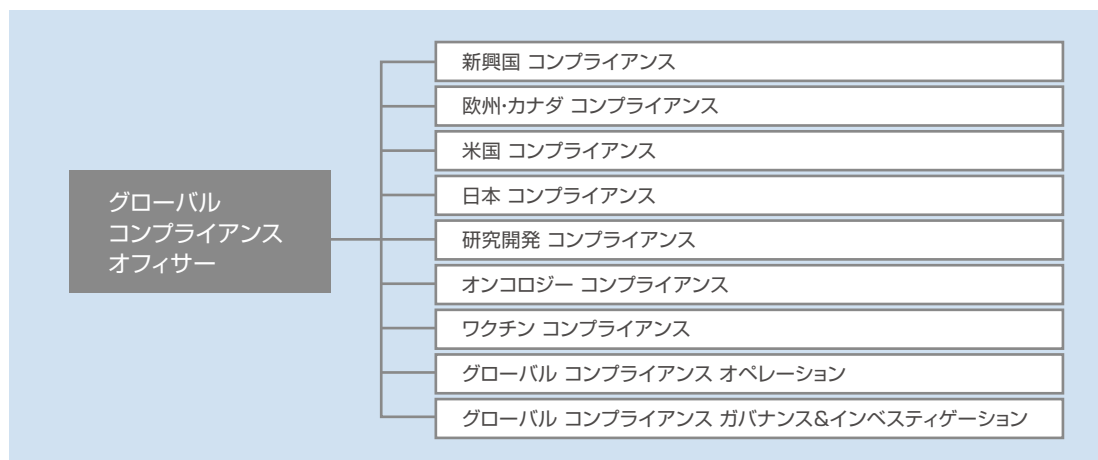 新興国 コンプライアンス
欧州・カナダ コンプライアンス
米国 コンプライアンス
日本 コンプライアンス
グローバル
コンプライアンス
オフィサー
研究開発 コンプライアンス
オンコロジー コンプライアンス
ワクチン コンプライアンス
グローバル コンプライアンス オペレーション
グローバル コンプライアンス ガバナンス&インベスティゲーション